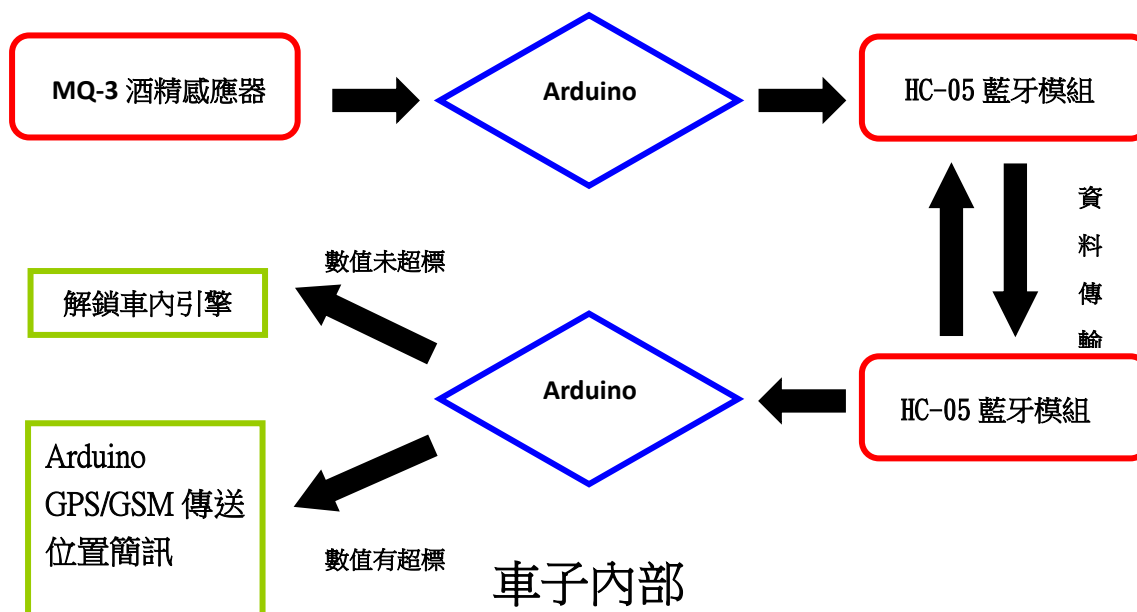 MQ-3 酒精感應器
Arduino
HC-05 藍牙模組
資
料
傳
輸
數值未超標
解鎖車內引擎
Arduino
HC-05 藍牙模組
Arduino
GPS/GSM 傳送
位置簡訊
數值有超標
車子內部